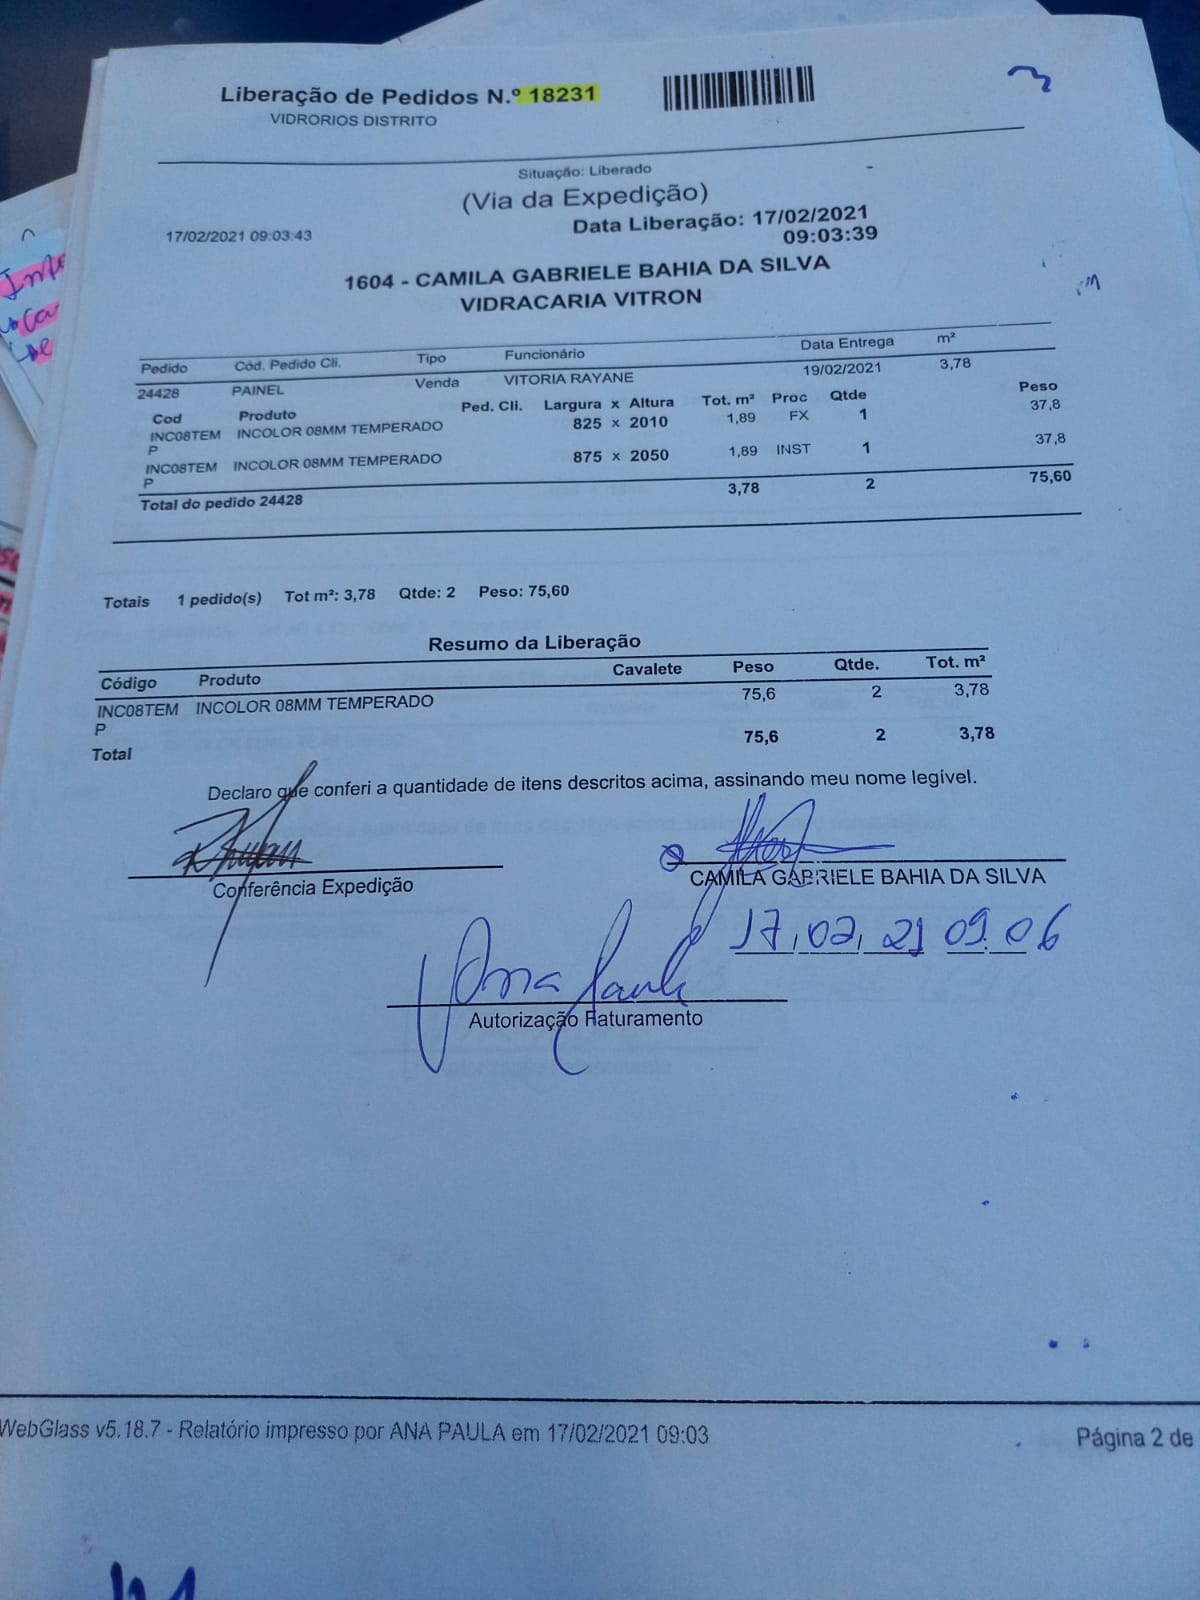 Liberação de Pedidos N.º 18231
VIDRORIOS DISTRITO
Situação: Liberado
(Via da Expedição)
17/02/2021 09:03:43
Data Liberação: 17/02/2021
09:03:39
1604 - CAMILA GABRIELE BAHIA DA SILVA
VIDRACARIA VITRON
Pedido Cód. Pedido Cli. Tipo Funcionário Data Entrega m²
24428 PAINEL Venda VITORIA RAYANE 19/02/2021 3,78
Cod Produto Ped. Cli. Largura x Altura Tot. m² Proc Qtde Peso
INC08TEM INCOLOR 08MM TEMPERADO 825 x 2010 1,89 FX 1 37,8
P
INC08TEM INCOLOR 08MM TEMPERADO 875 x 2050 1,89 INST 1 37,8
P
Total do pedido 24428 3,78 2 75,60
Totais 1 pedido(s) Tot m²: 3,78 Qtde: 2 Peso: 75,60
Resumo da Liberação
Código Produto Cavalete Peso Qtde. Tot. m²
INC08TEM INCOLOR 08MM TEMPERADO 75,6 2 3,78
P
Total 75,6 2 3,78
Declaro que conferi a quantidade de itens descritos acima, assinando meu nome legível.
Conferência Expedição
CAMILA GABRIELE BAHIA DA SILVA
17,02,21 09.06
Ana Paula
Autorização Faturamento
WebGlass v5.18.7 - Relatório impresso por ANA PAULA em 17/02/2021 09:03
Página 2 de